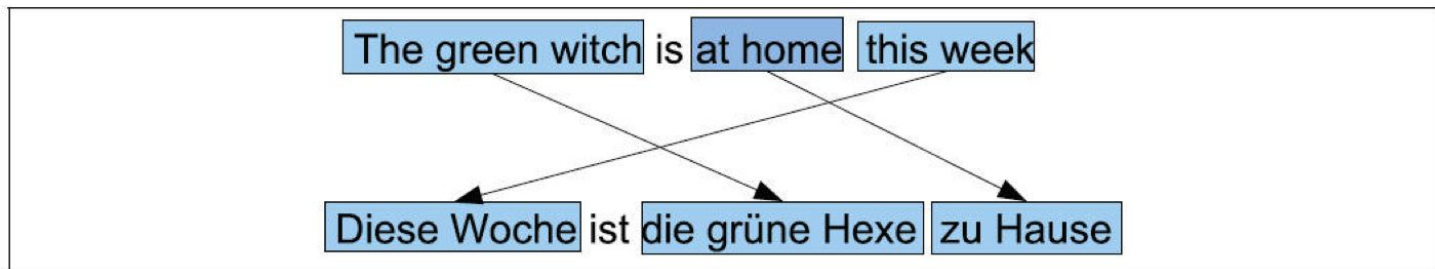 The green witch is at home this week
Diese Woche ist die grüne Hexe zu Hause